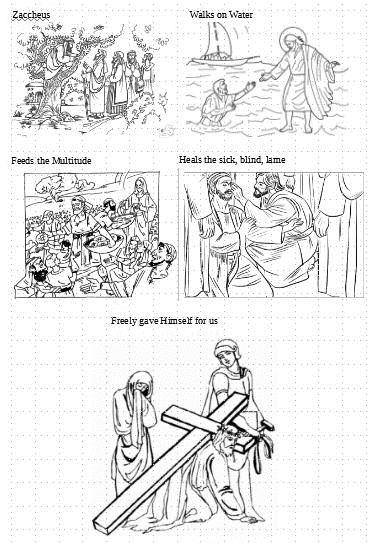 Zaccheus
Walks on Water
Feeds the Multitude
Heals the sick, blind, lame
Freely gave Himself for us